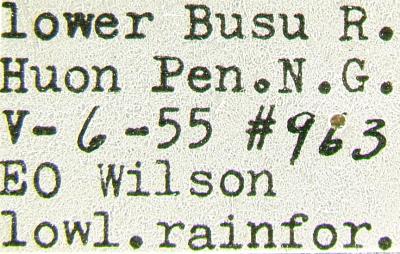 lower Busu R.
Huon Pen.N.G.
V-6-55 #963
EO Wilson
lowl.rainfor.